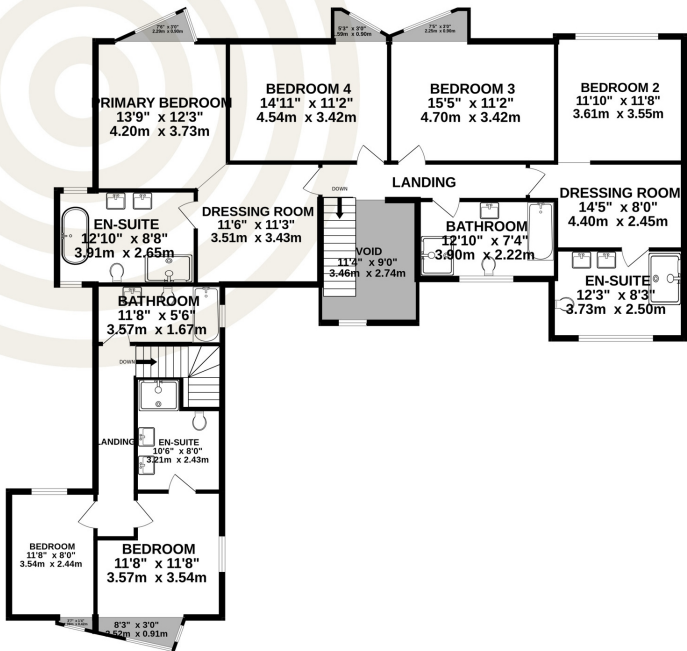 7'6" x 3'0"
2.29m x 0.90m
5'3" x 3'0"
.59m x 0.90m
7'5" x 3'0"
2.25m x 0.90m
PRIMARY BEDROOM
13'9" x 12'3"
4.20m x 3.73m
BEDROOM 4
14'11" x 11'2"
4.54m x 3.42m
BEDROOM 3
15'5" x 11'2"
4.70m x 3.42m
BEDROOM 2
11'10" x 11'8"
3.61m x 3.55m
DOWN
LANDING
DRESSING ROOM
14'5" x 8'0"
4.40m x 2.45m
EN-SUITE
12'10" x 8'8"
3.91m x 2.65m
DRESSING ROOM
11'6" x 11'3"
3.51m x 3.43m
VOID
11'4" x 9'0"
3.46m x 2.74m
BATHROOM
12'10" x 7'4"
3.90m x 2.22m
EN-SUITE
12'3" x 8'3"
3.73m x 2.50m
BATHROOM
11'8" x 5'6"
3.57m x 1.67m
DOWN
LANDING
EN-SUITE
10'6" x 8'0"
3.21m x 2.43m
BEDROOM
11'8" x 8'0"
3.54m x 2.44m
BEDROOM
11'8" x 11'8"
3.57m x 3.54m
8'3" x 3'0"
2.52m x 0.91m